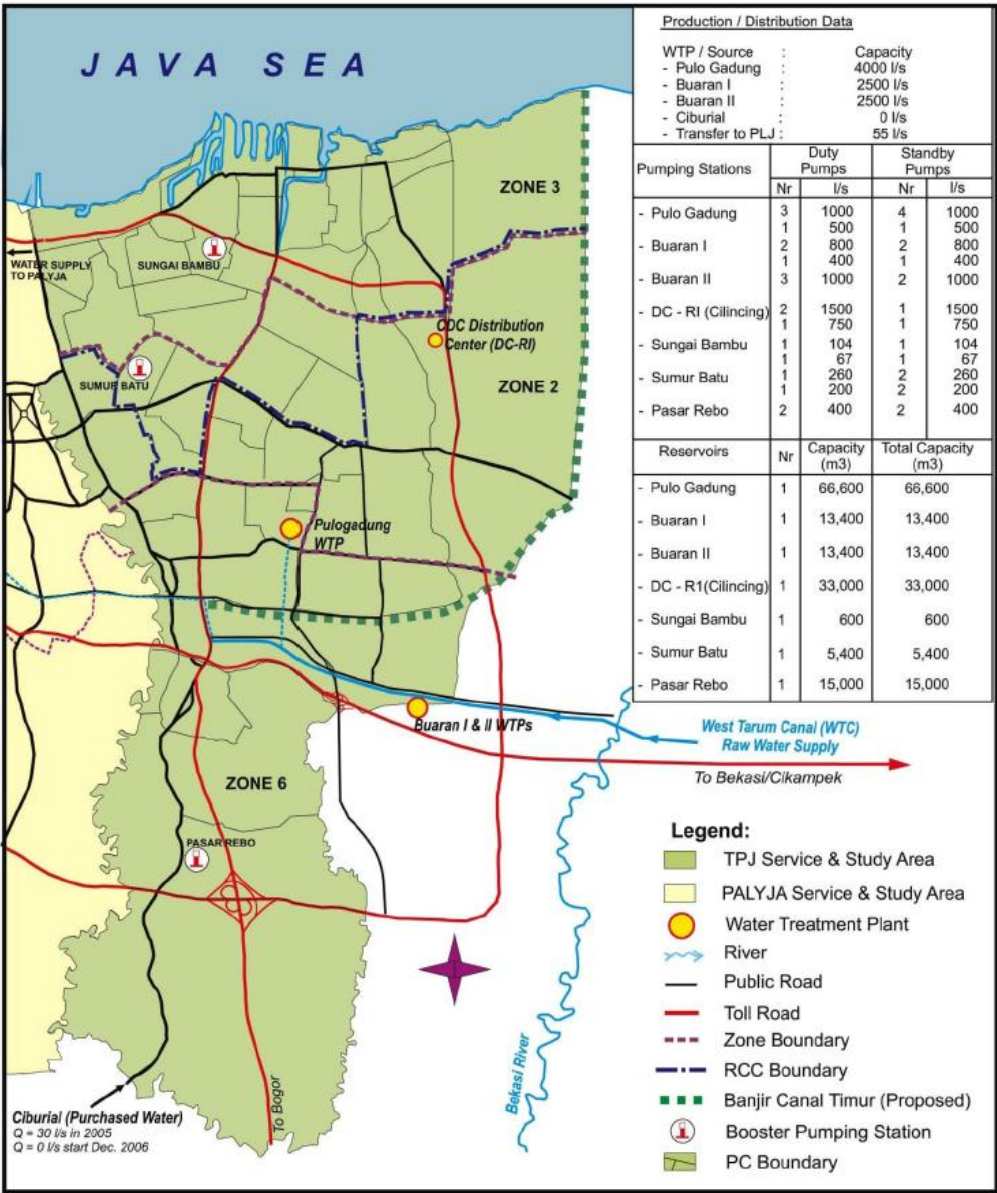 JAVA SEA
ZONE 3
WATER SUPPLY
TO PALYJA
SUNGAI BAMBU
CDC Distribution
Center (DC-RI)
SUMUR BATU
ZONE 2
Pulogadung
WTP
Buaran I & II WTPs
West Tarum Canal (WTC)
Raw Water Supply
To Bekasi/Cikampek
ZONE 6
PASAR REBO
Bekasi River
To Bogor
Ciburial (Purchased Water)
Q = 30 l/s in 2005
Q = 0 l/s start Dec. 2006
Production / Distribution Data
WTP / Source : Capacity
- Pulo Gadung : 4000 l/s
- Buaran I : 2500 l/s
- Buaran II : 2500 l/s
- Ciburial : 0 l/s
- Transfer to PLJ : 55 l/s
Pumping Stations Duty Pumps Standby Pumps
Nr l/s Nr l/s
- Pulo Gadung 3 1000 4 1000
1 500 1 500
- Buaran I 2 800 2 800
1 400 1 400
- Buaran II 3 1000 2 1000
- DC - RI (Cilincing) 2 1500 1 1500
1 750 1 750
- Sungai Bambu 1 104 1 104
1 67 1 67
- Sumur Batu 1 260 2 260
1 200 2 200
- Pasar Rebo 2 400 2 400
Reservoirs Nr Capacity (m3) Total Capacity (m3)
- Pulo Gadung 1 66,600 66,600
- Buaran I 1 13,400 13,400
- Buaran II 1 13,400 13,400
- DC - R1(Cilincing) 1 33,000 33,000
- Sungai Bambu 1 600 600
- Sumur Batu 1 5,400 5,400
- Pasar Rebo 1 15,000 15,000
Legend:
TPJ Service & Study Area
PALYJA Service & Study Area
Water Treatment Plant
River
Public Road
Toll Road
Zone Boundary
RCC Boundary
Banjir Canal Timur (Proposed)
Booster Pumping Station
PC Boundary